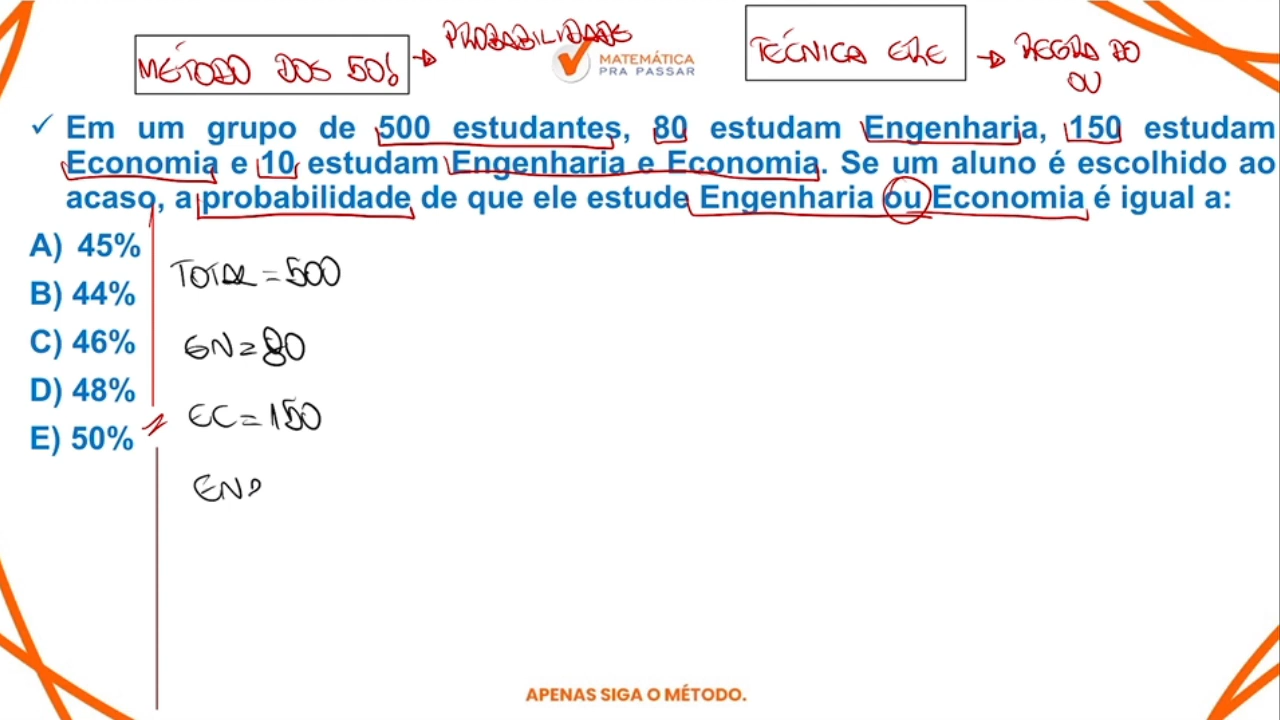 MÉTODO DOS 50! → PROBABILIDADE
MATEMÁTICA
PRA PASSAR
TÉCNICA → REGRA DO
OU
✓ Em um grupo de 500 estudantes, 80 estudam Engenharia, 150 estudam
Economia e 10 estudam Engenharia e Economia. Se um aluno é escolhido ao
acaso, a probabilidade de que ele estude Engenharia ou Economia é igual a:
A) 45%
B) 44%
C) 46%
D) 48%
E) 50%
TOTAL = 500
EN = 80
EC = 150
EN
APENAS SIGA O MÉTODO.